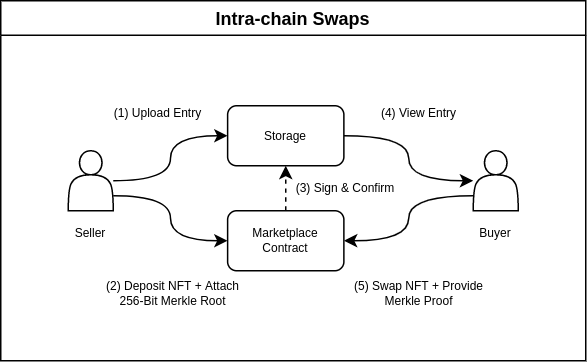 Intra-chain Swaps
(1) Upload Entry
(4) View Entry
Storage
(3) Sign & Confirm
Seller
Marketplace
Contract
Buyer
(2) Deposit NFT + Attach
256-Bit Merkle Root
(5) Swap NFT + Provide
Merkle Proof